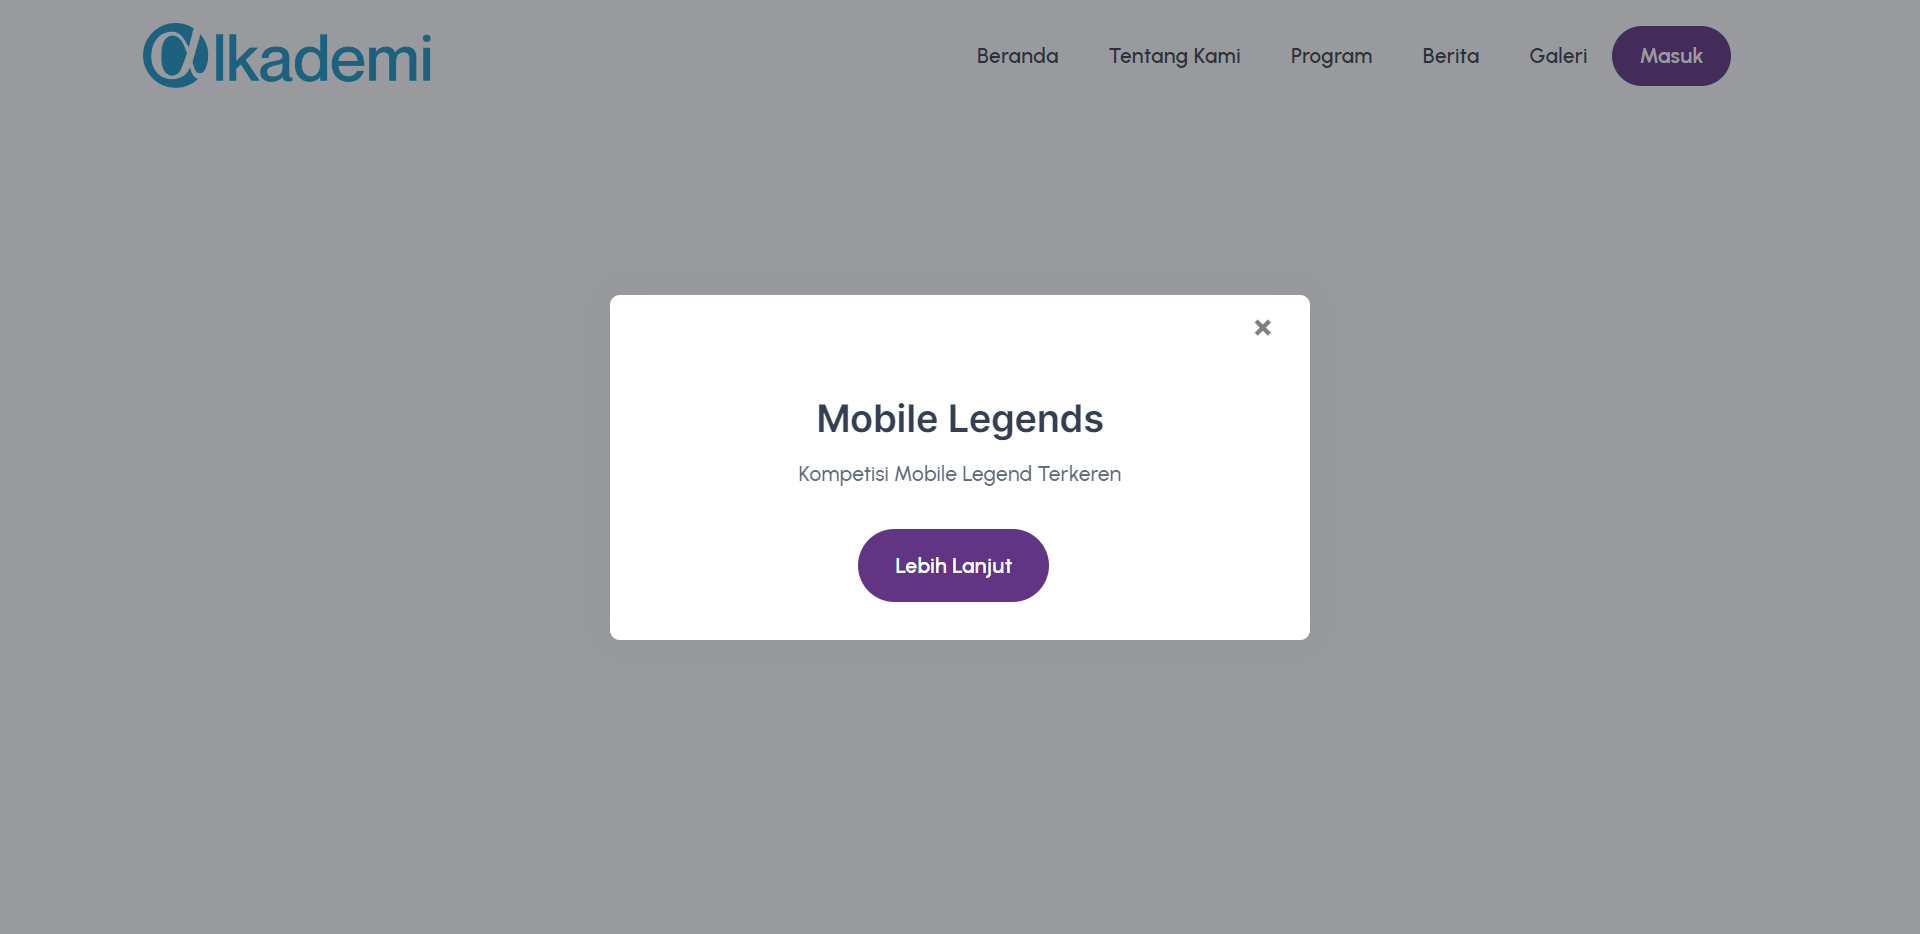 @lkademi
Beranda Tentang Kami Program Berita Galeri Masuk
Mobile Legends
Kompetisi Mobile Legend Terkeren
Lebih Lanjut